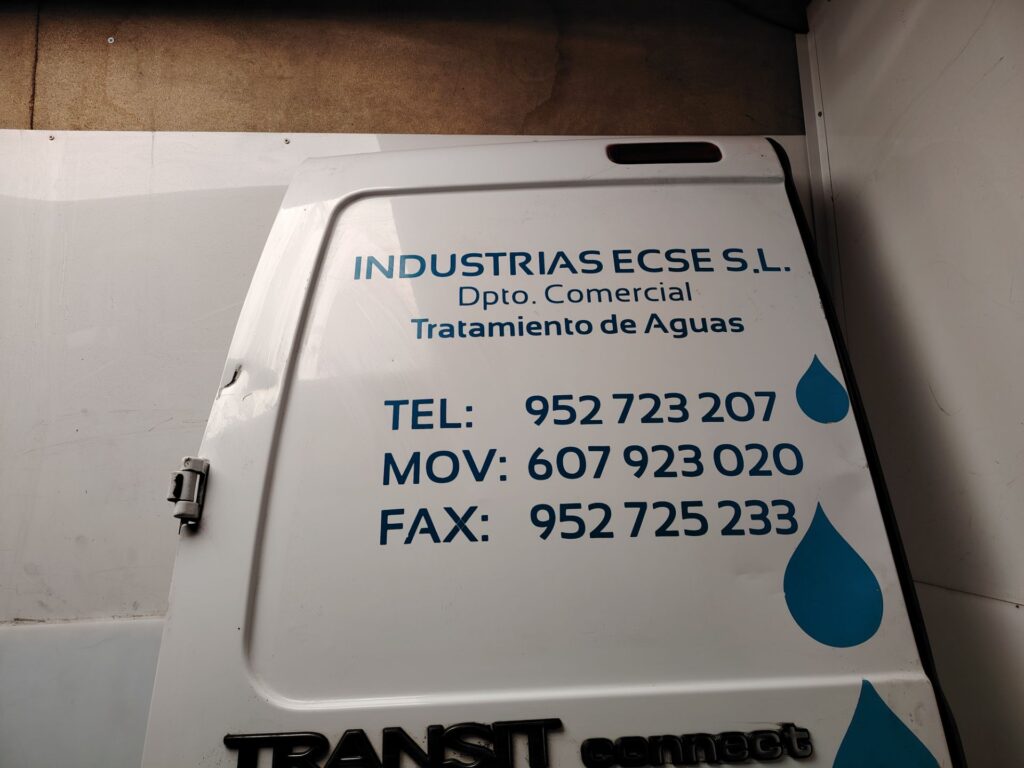 INDUSTRIAS ECSE S.L.
Dpto. Comercial
Tratamiento de Aguas
TEL: 952 723 207
MOV: 607 923 020
FAX: 952 725 233
TRANSIT connect